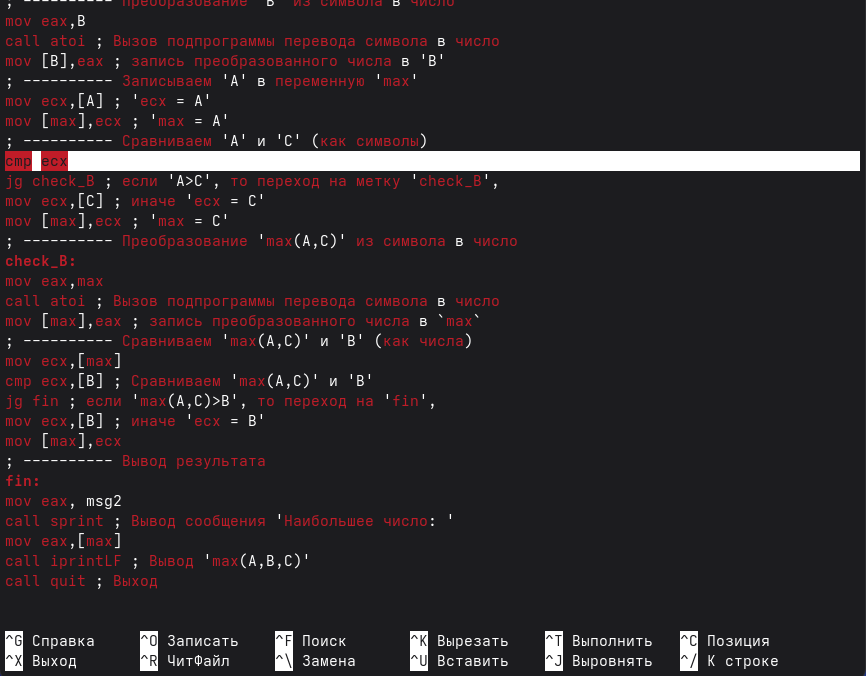 ; ---------- Преобразование 'B' из символа в число
mov eax,B
call atoi ; Вызов подпрограммы перевода символа в число
mov [B],eax ; запись преобразованного числа в 'B'
; ---------- Записываем 'A' в переменную 'max'
mov ecx,[A] ; 'ecx = A'
mov [max],ecx ; 'max = A'
; ---------- Сравниваем 'A' и 'С' (как символы)
cmp ecx
jg check_B ; если 'A>C', то переход на метку 'check_B',
mov ecx,[C] ; иначе 'ecx = C'
mov [max],ecx ; 'max = C'
; ---------- Преобразование 'max(A,C)' из символа в число
check_B:
mov eax,max
call atoi ; Вызов подпрограммы перевода символа в число
mov [max],eax ; запись преобразованного числа в `max`
; ---------- Сравниваем 'max(A,C)' и 'B' (как числа)
mov ecx,[max]
cmp ecx,[B] ; Сравниваем 'max(A,C)' и 'B'
jg fin ; если 'max(A,C)>B', то переход на 'fin',
mov ecx,[B] ; иначе 'ecx = B'
mov [max],ecx
; ---------- Вывод результата
fin:
mov eax, msg2
call sprint ; Вывод сообщения 'Наибольшее число: '
mov eax,[max]
call iprintLF ; Вывод 'max(A,B,C)'
call quit ; Выход
^G Справка ^O Записать ^F Поиск ^K Вырезать ^T Выполнить ^C Позиция
^X Выход ^R ЧитФайл ^\ Замена ^U Вставить ^J Выровнять ^/ К строке